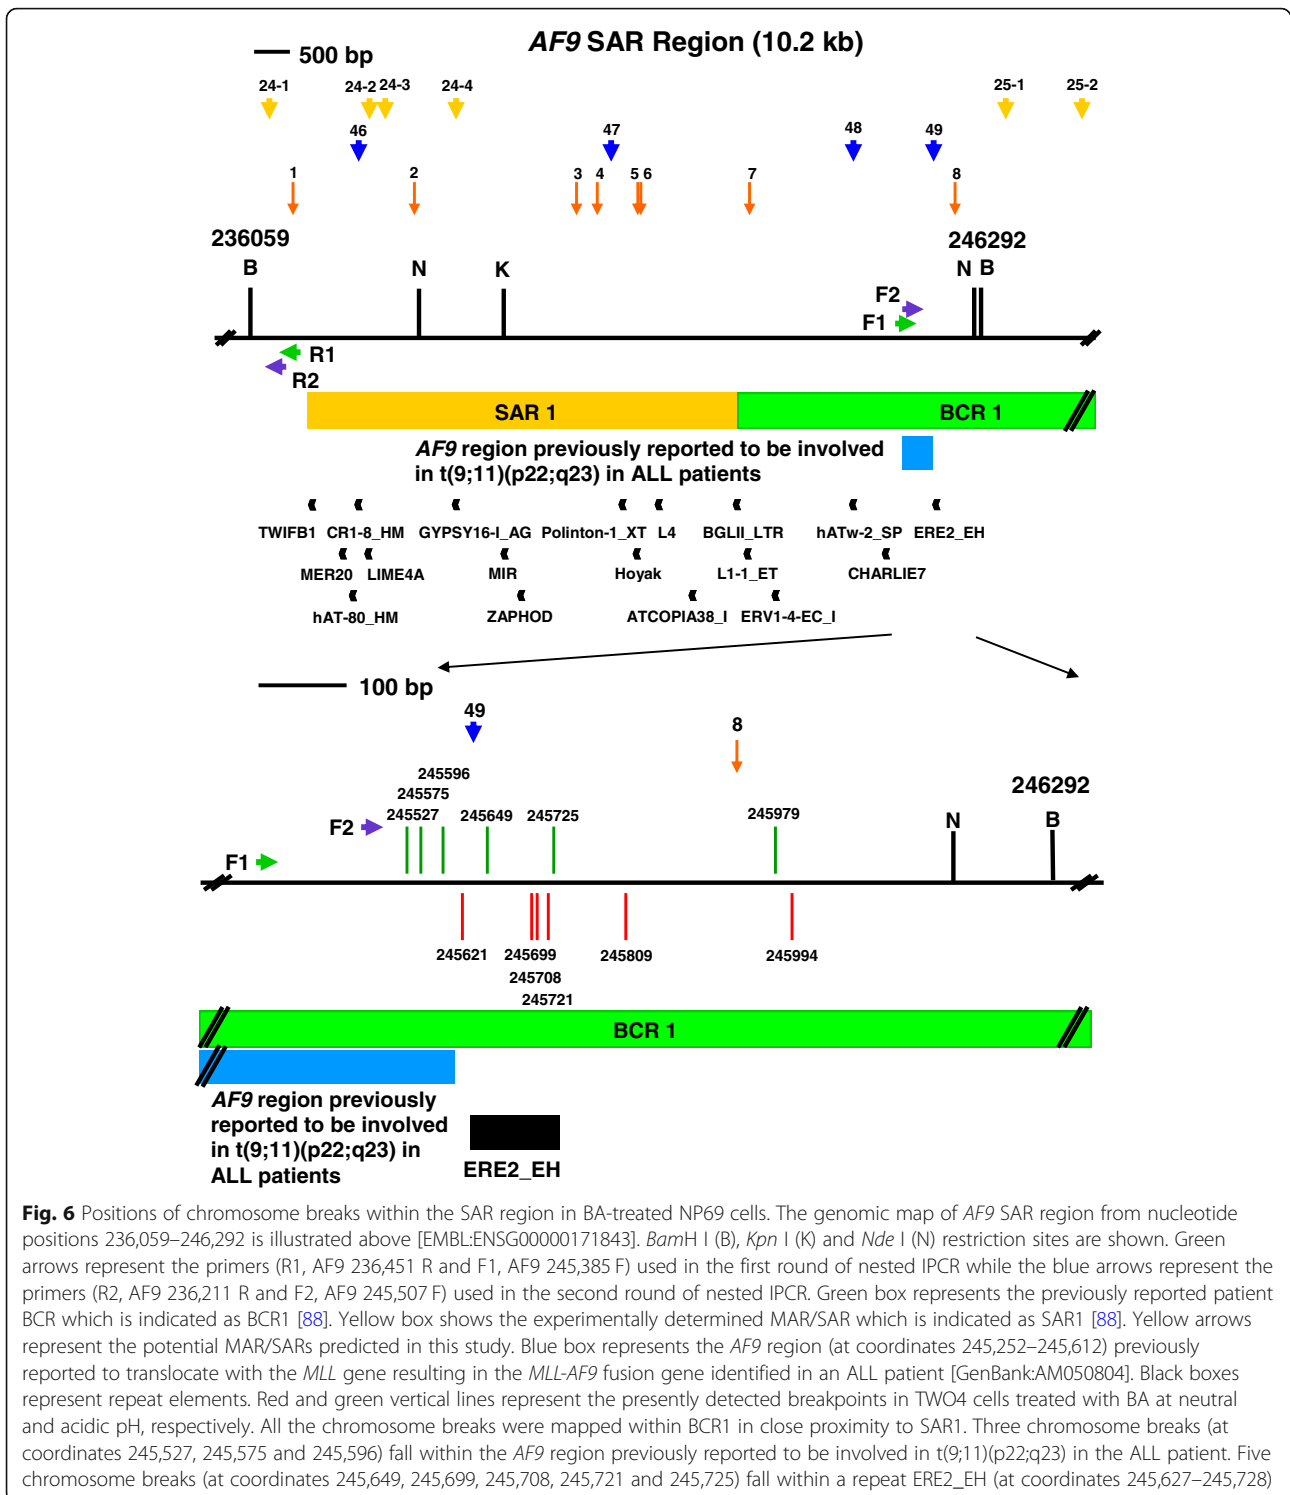 AF9 SAR Region (10.2 kb)
500 bp
24-1 24-2 24-3 24-4 25-1 25-2
46 47 48 49
1 2 3 4 5 6 7 8
236059 246292
B N K N B
F2
F1
R1
R2
SAR 1 BCR 1
AF9 region previously reported to be involved
in t(9;11)(p22;q23) in ALL patients
TWIFB1 CR1-8_HM GYPSY16-I_AG Polinton-1_XT L4 BGLII_LTR hATw-2_SP ERE2_EH
MER20 LIME4A MIR Hoyak L1-1_ET CHARLIE7
hAT-80_HM ZAPHOD ATCOPIA38_I ERV1-4-EC_I
100 bp
49
8
245596
245575
245527 245649 245725 245979
246292
F2
N B
F1
245621 245699 245809 245994
245708
245721
BCR 1
AF9 region previously
reported to be involved
in t(9;11)(p22;q23) in
ALL patients
ERE2_EH
Fig. 6 Positions of chromosome breaks within the SAR region in BA-treated NP69 cells. The genomic map of AF9 SAR region from nucleotide
positions 236,059–246,292 is illustrated above [EMBL:ENSG00000171843]. BamH I (B), Kpn I (K) and Nde I (N) restriction sites are shown. Green
arrows represent the primers (R1, AF9 236,451 R and F1, AF9 245,385 F) used in the first round of nested IPCR while the blue arrows represent the
primers (R2, AF9 236,211 R and F2, AF9 245,507 F) used in the second round of nested IPCR. Green box represents the previously reported patient
BCR which is indicated as BCR1 [88]. Yellow box shows the experimentally determined MAR/SAR which is indicated as SAR1 [88]. Yellow arrows
represent the potential MAR/SARs predicted in this study. Blue box represents the AF9 region (at coordinates 245,252–245,612) previously
reported to translocate with the MLL gene resulting in the MLL-AF9 fusion gene identified in an ALL patient [GenBank:AM050804]. Black boxes
represent repeat elements. Red and green vertical lines represent the presently detected breakpoints in TWO4 cells treated with BA at neutral
and acidic pH, respectively. All the chromosome breaks were mapped within BCR1 in close proximity to SAR1. Three chromosome breaks (at
coordinates 245,527, 245,575 and 245,596) fall within the AF9 region previously reported to be involved in t(9;11)(p22;q23) in the ALL patient. Five
chromosome breaks (at coordinates 245,649, 245,699, 245,708, 245,721 and 245,725) fall within a repeat ERE2_EH (at coordinates 245,627–245,728)